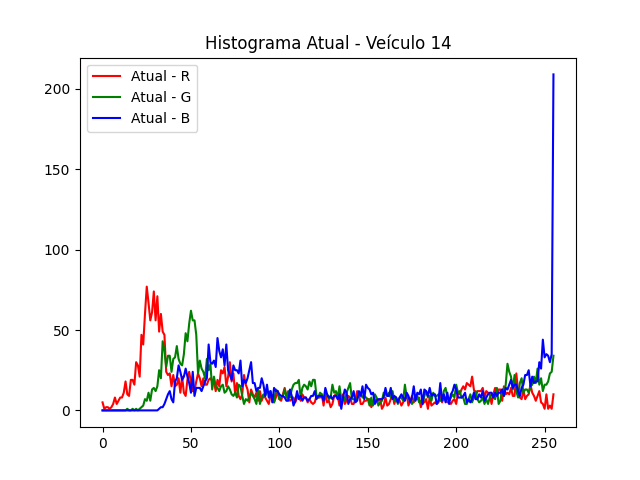 Histograma Atual - Veículo 14
Atual - R
Atual - G
Atual - B
200
150
100
50
0
0 50 100 150 200 250